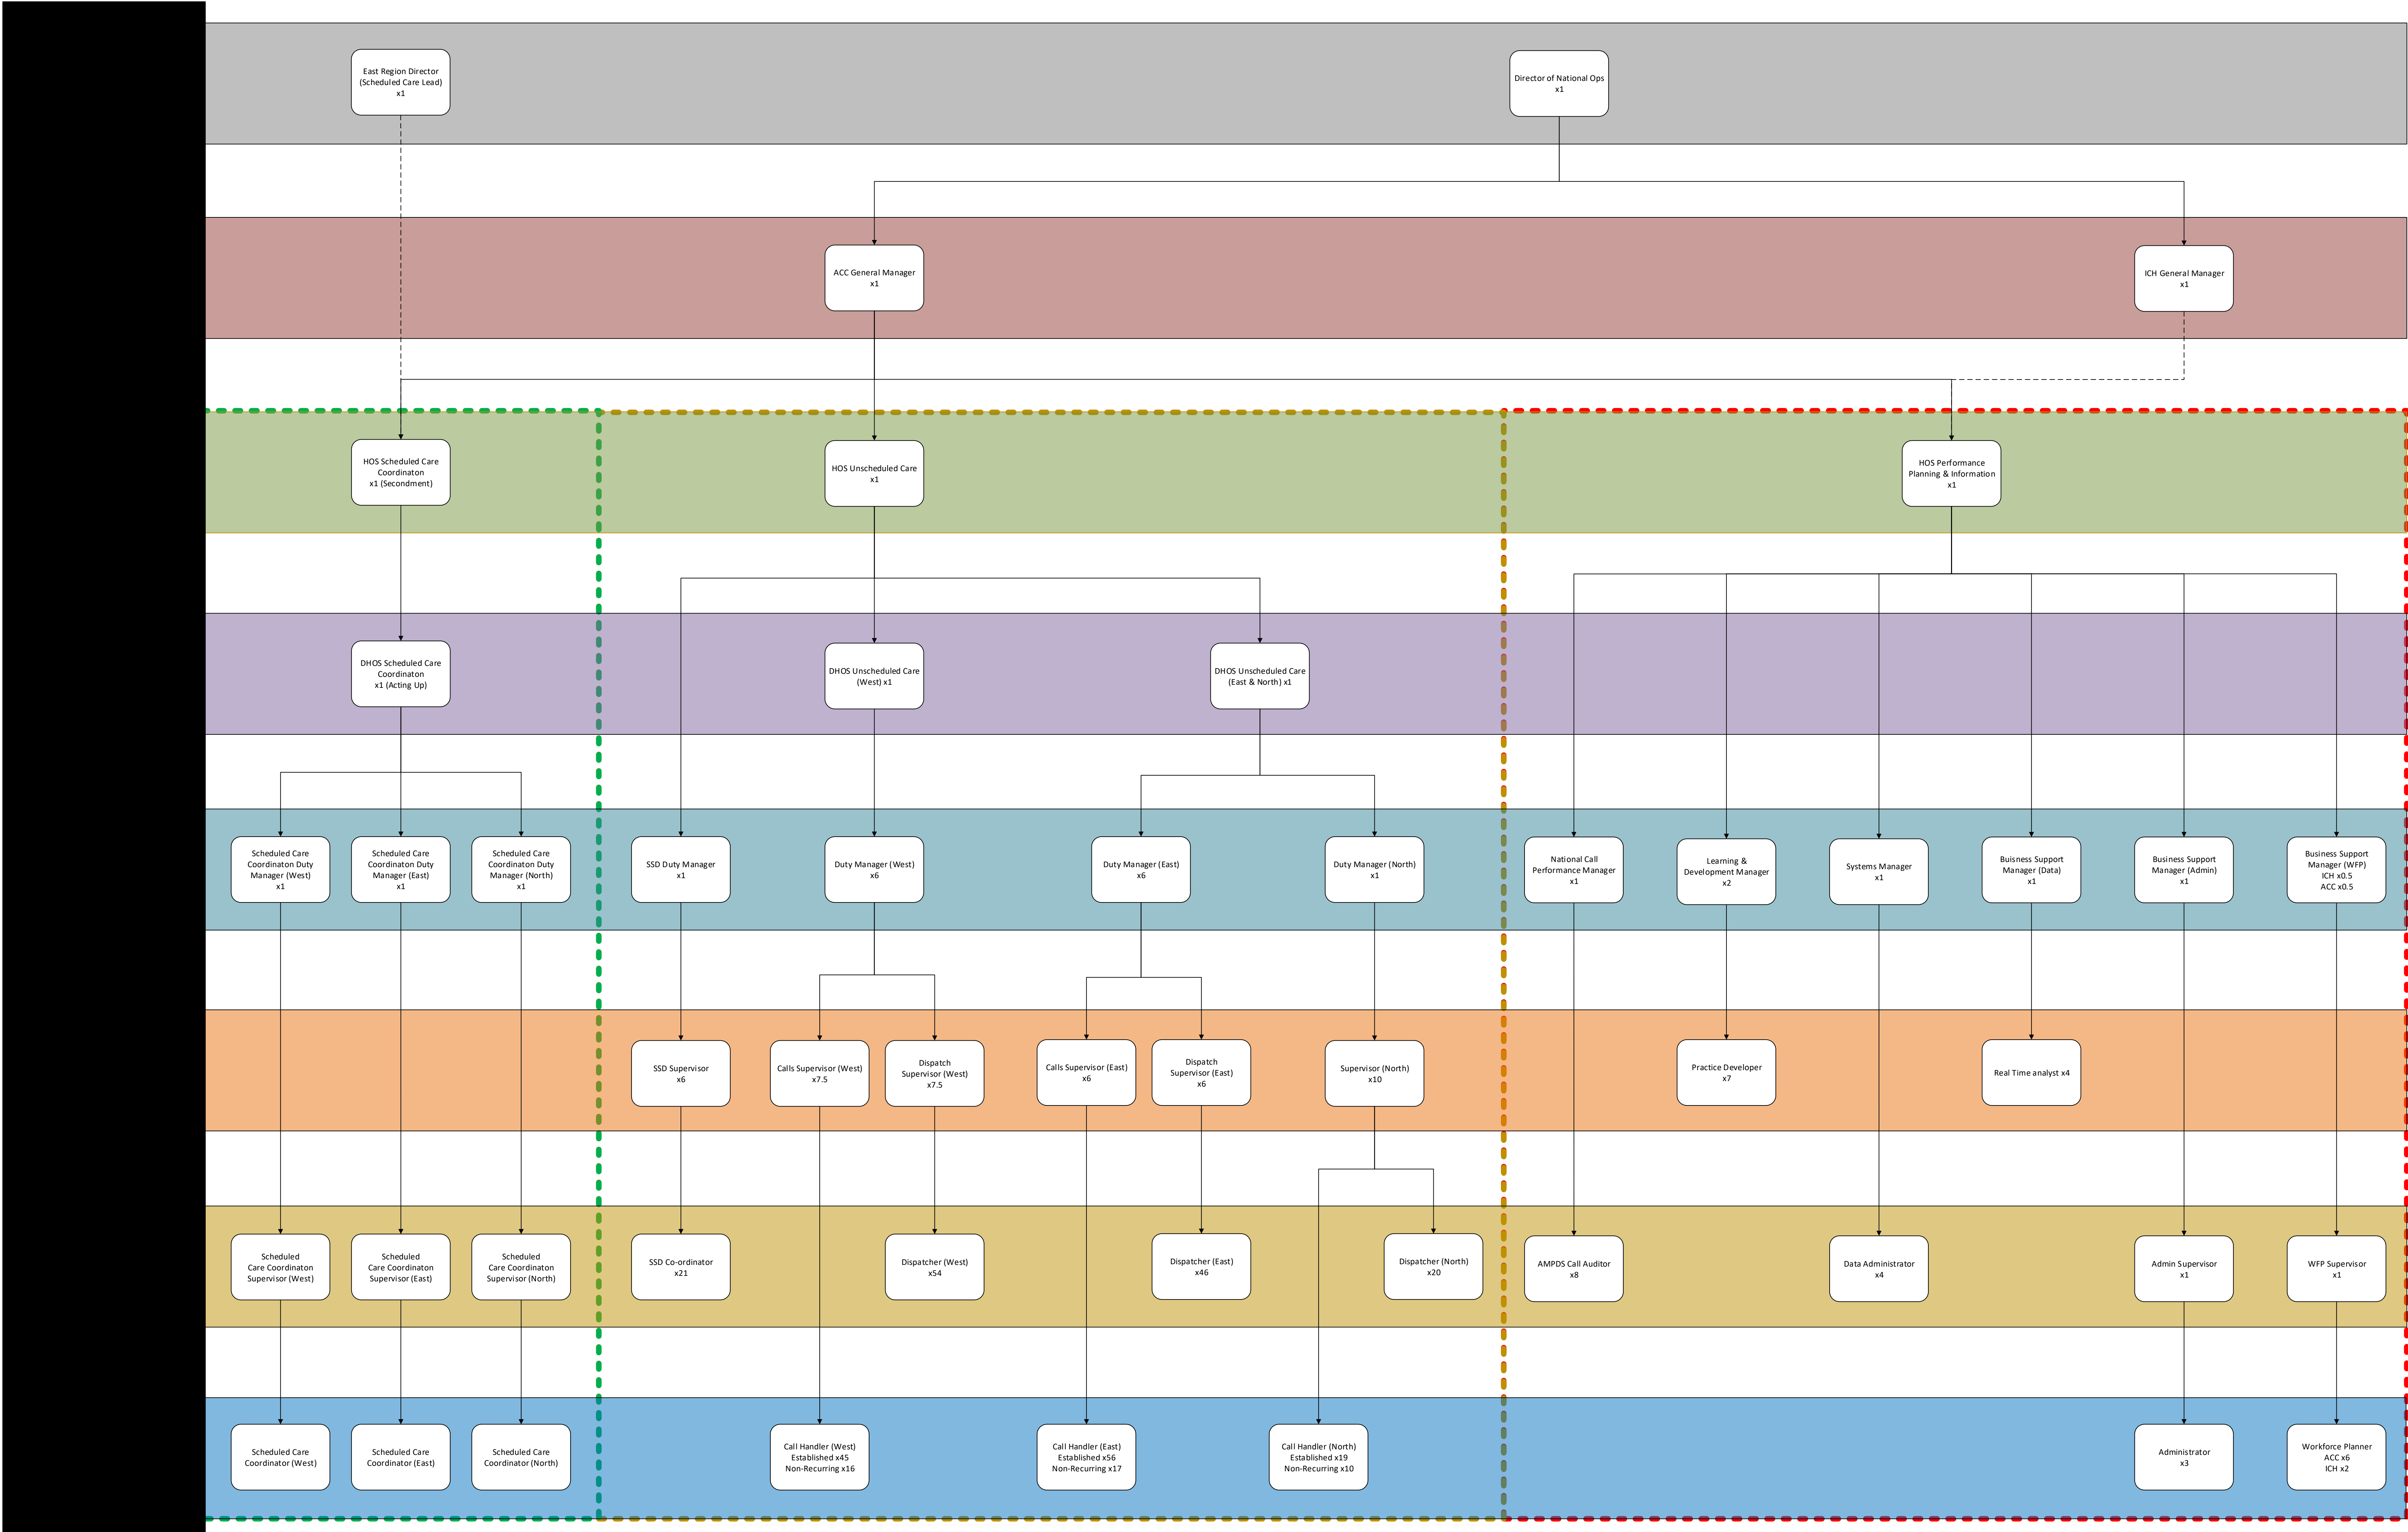 East Region Director
(Scheduled Care Lead)
x1
Director of National Ops
x1
ACC General Manager
x1
ICH General Manager
x1
HOS Scheduled Care
Coordinaton
x1 (Secondment)
HOS Unscheduled Care
x1
HOS Performance
Planning & Information
x1
DHOS Scheduled Care
Coordinaton
x1 (Acting Up)
DHOS Unscheduled Care
(West) x1
DHOS Unscheduled Care
(East & North) x1
Scheduled Care
Coordinaton Duty
Manager (West)
x1
Scheduled Care
Coordinaton Duty
Manager (East)
x1
Scheduled Care
Coordinaton Duty
Manager (North)
x1
SSD Duty Manager
x1
Duty Manager (West)
x6
Duty Manager (East)
x6
Duty Manager (North)
x1
National Call
Performance Manager
x1
Learning &
Development Manager
x2
Systems Manager
x1
Buisness Support
Manager (Data)
x1
Business Support
Manager (Admin)
x1
Business Support
Manager (WFP)
ICH x0.5
ACC x0.5
SSD Supervisor
x6
Calls Supervisor (West)
x7.5
Dispatch
Supervisor (West)
x7.5
Calls Supervisor (East)
x6
Dispatch
Supervisor (East)
x6
Supervisor (North)
x10
Practice Developer
x7
Real Time analyst x4
Scheduled
Care Coordinaton
Supervisor (West)
Scheduled
Care Coordinaton
Supervisor (East)
Scheduled
Care Coordinaton
Supervisor (North)
SSD Co-ordinator
x21
Dispatcher (West)
x54
Dispatcher (East)
x46
Dispatcher (North)
x20
AMPDS Call Auditor
x8
Data Administrator
x4
Admin Supervisor
x1
WFP Supervisor
x1
Scheduled Care
Coordinator (West)
Scheduled Care
Coordinator (East)
Scheduled Care
Coordinator (North)
Call Handler (West)
Established x45
Non-Recurring x16
Call Handler (East)
Established x56
Non-Recurring x17
Call Handler (North)
Established x19
Non-Recurring x10
Administrator
x3
Workforce Planner
ACC x6
ICH x2